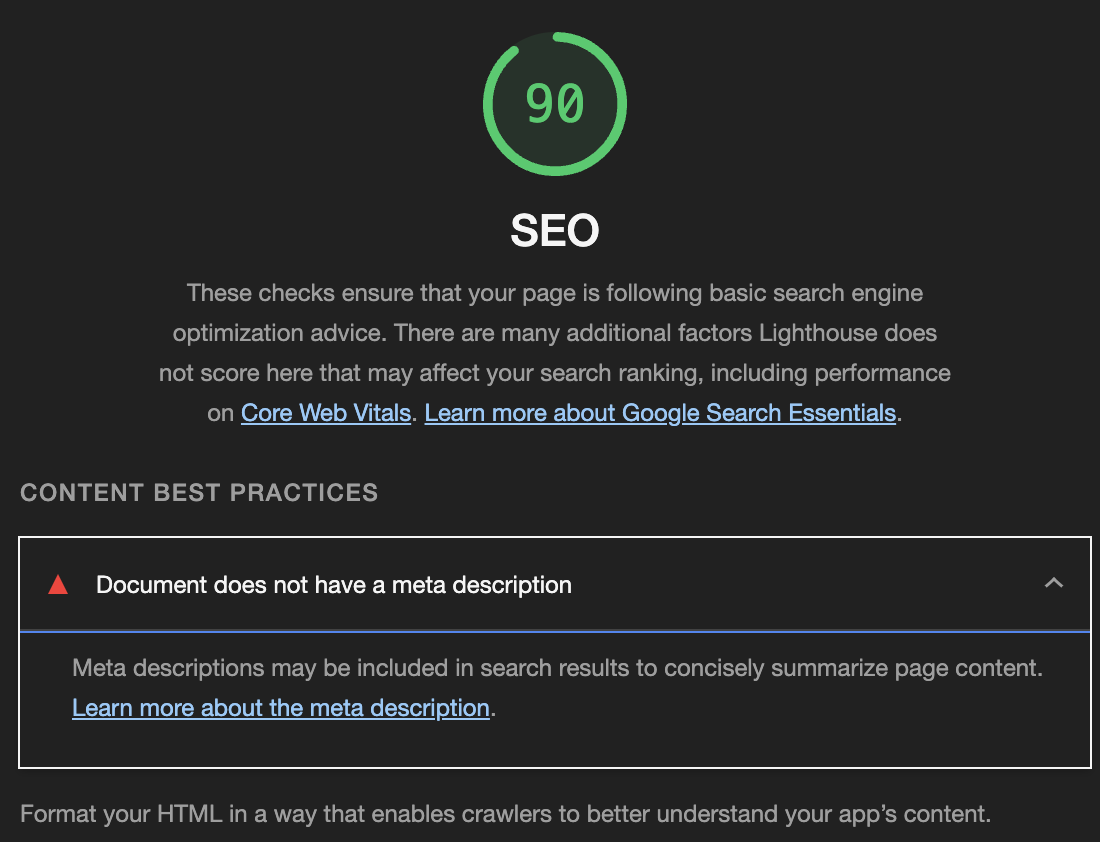 90
SEO
These checks ensure that your page is following basic search engine
optimization advice. There are many additional factors Lighthouse does
not score here that may affect your search ranking, including performance
on Core Web Vitals. Learn more about Google Search Essentials.
CONTENT BEST PRACTICES
Document does not have a meta description
Meta descriptions may be included in search results to concisely summarize page content.
Learn more about the meta description.
Format your HTML in a way that enables crawlers to better understand your app’s content.